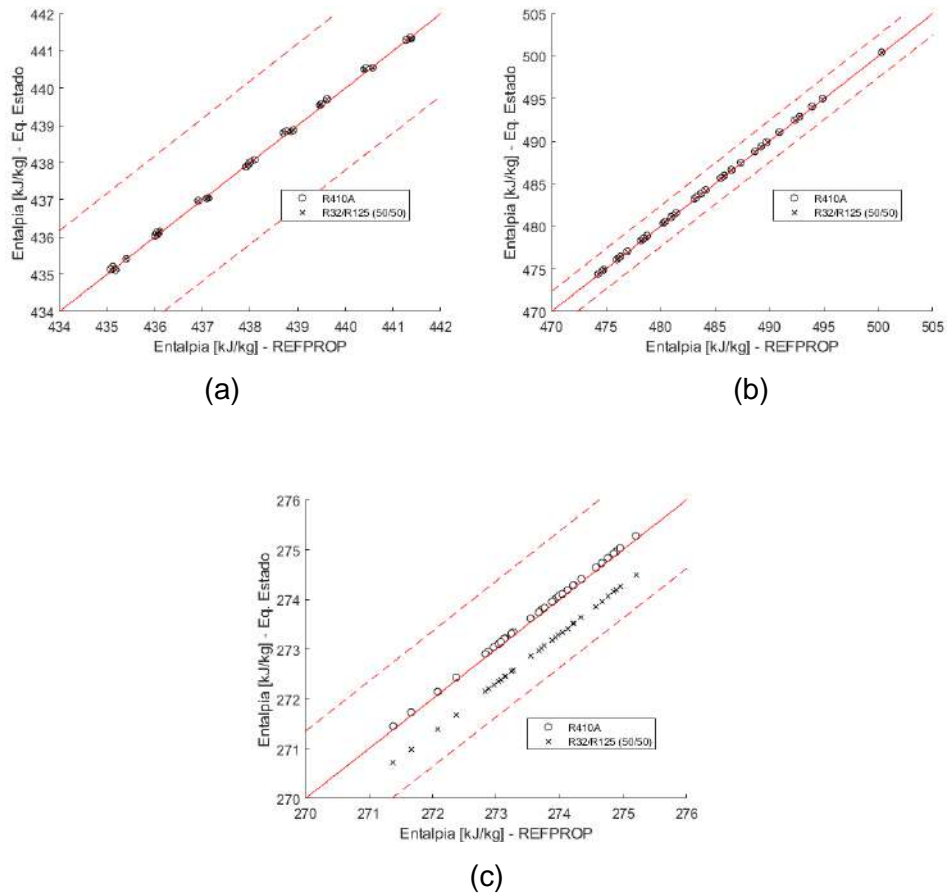 442
441
440
439
438
437
436
435
434
434 435 436 437 438 439 440 441 442
Entalpia [kJ/kg] - Eq. Estado
Entalpia [kJ/kg] - REFPROP
R410A
R32/R125 (50/50)
(a)
505
500
495
490
485
480
475
470
470 475 480 485 490 495 500 505
Entalpia [kJ/kg] - Eq. Estado
Entalpia [kJ/kg] - REFPROP
R410A
R32/R125 (50/50)
(b)
276
275
274
273
272
271
270
270 271 272 273 274 275 276
Entalpia [kJ/kg] - Eq. Estado
Entalpia [kJ/kg] - REFPROP
R410A
R32/R125 (50/50)
(c)